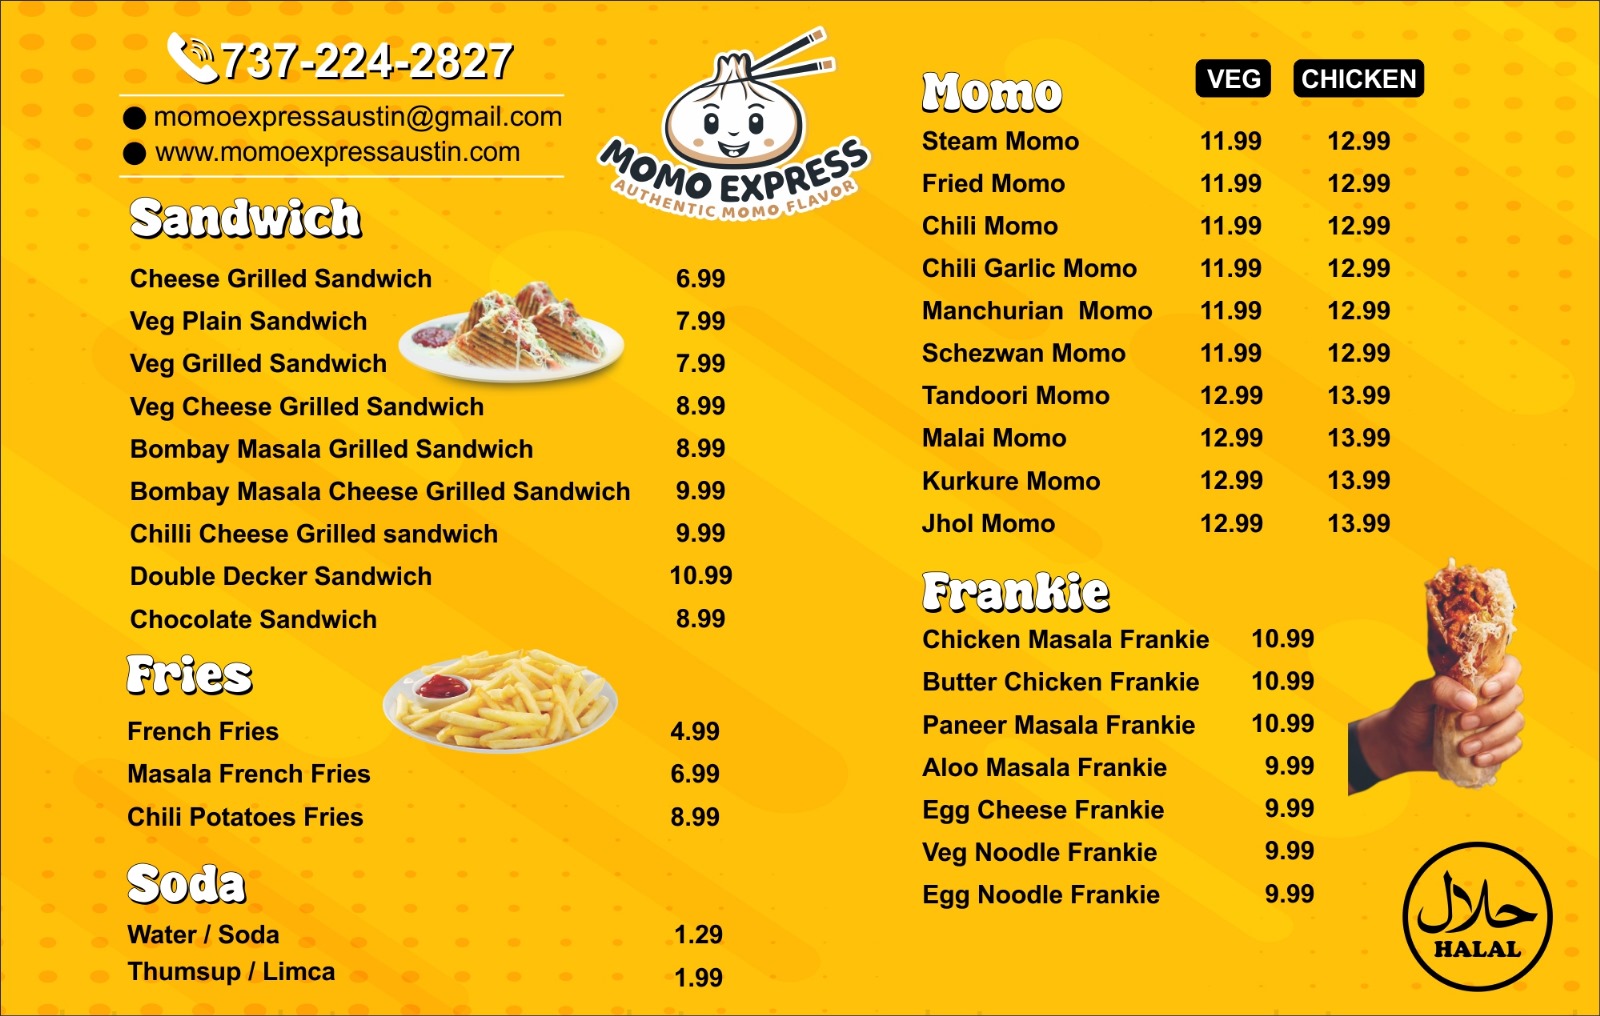 737-224-2827
momoexpressaustin@gmail.com
www.momoexpressaustin.com
MOMO EXPRESS
AUTHENTIC MOMO FLAVOR
Sandwich
Cheese Grilled Sandwich 6.99
Veg Plain Sandwich 7.99
Veg Grilled Sandwich 7.99
Veg Cheese Grilled Sandwich 8.99
Bombay Masala Grilled Sandwich 8.99
Bombay Masala Cheese Grilled Sandwich 9.99
Chilli Cheese Grilled sandwich 9.99
Double Decker Sandwich 10.99
Chocolate Sandwich 8.99
Fries
French Fries 4.99
Masala French Fries 6.99
Chili Potatoes Fries 8.99
Soda
Water / Soda 1.29
Thumsup / Limca 1.99
Momo VEG CHICKEN
Steam Momo 11.99 12.99
Fried Momo 11.99 12.99
Chili Momo 11.99 12.99
Chili Garlic Momo 11.99 12.99
Manchurian Momo 11.99 12.99
Schezwan Momo 11.99 12.99
Tandoori Momo 12.99 13.99
Malai Momo 12.99 13.99
Kurkure Momo 12.99 13.99
Jhol Momo 12.99 13.99
Frankie
Chicken Masala Frankie 10.99
Butter Chicken Frankie 10.99
Paneer Masala Frankie 10.99
Aloo Masala Frankie 9.99
Egg Cheese Frankie 9.99
Veg Noodle Frankie 9.99
Egg Noodle Frankie 9.99
حلال
HALAL